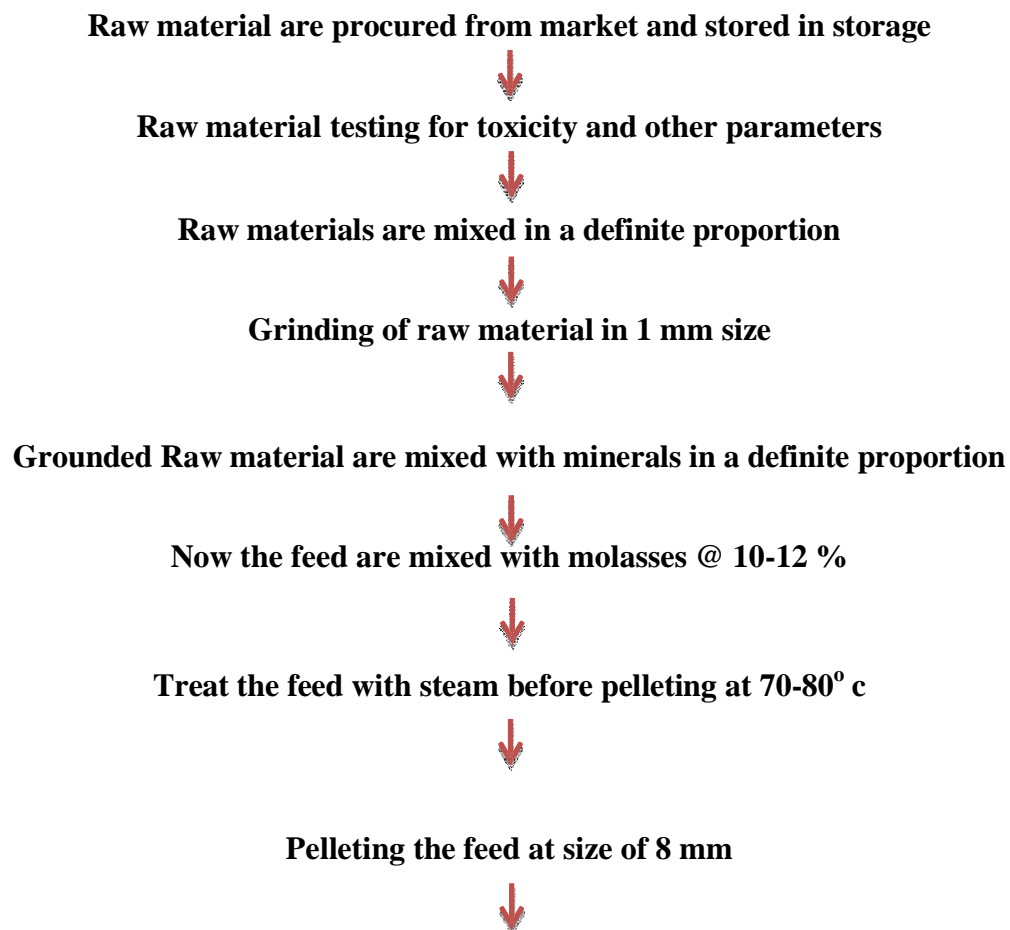 Raw material are procured from market and stored in storage
Raw material testing for toxicity and other parameters
Raw materials are mixed in a definite proportion
Grinding of raw material in 1 mm size
Grounded Raw material are mixed with minerals in a definite proportion
Now the feed are mixed with molasses @ 10-12 %
Treat the feed with steam before pelleting at 70-80° c
Pelleting the feed at size of 8 mm